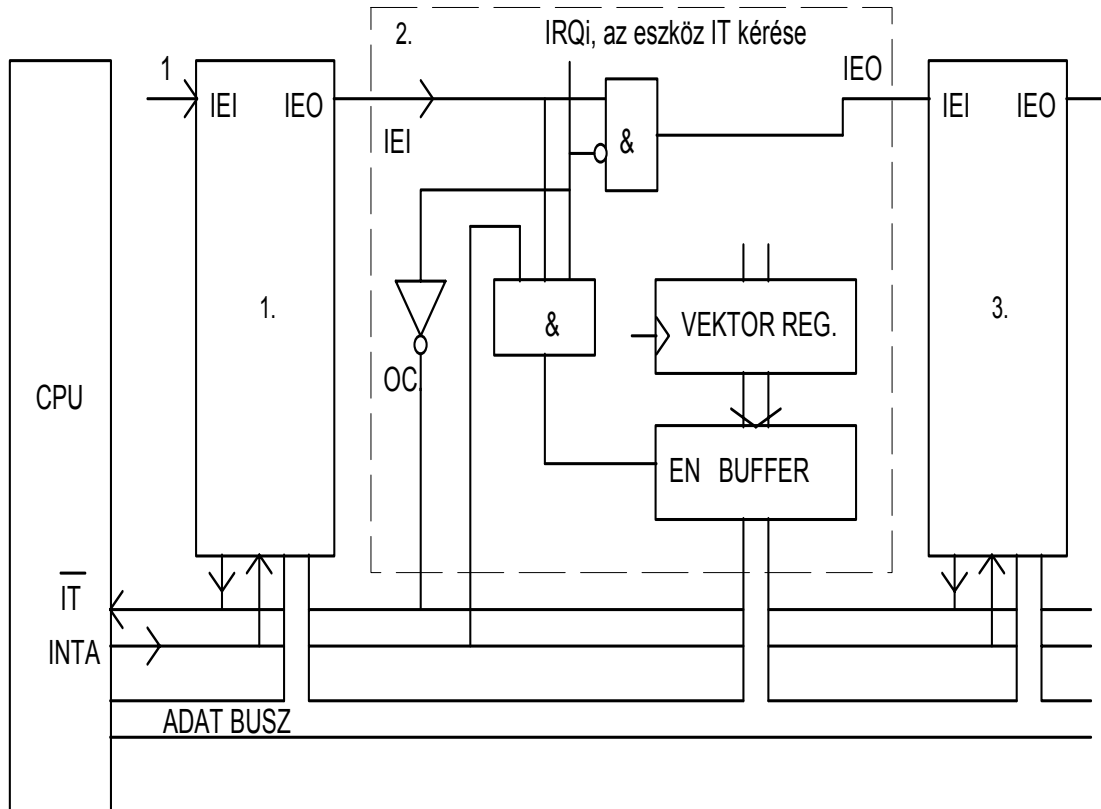 2.
IRQi, az eszköz IT kérése
1
IEO
IEI
IEO
IEI
IEO
IEI
&
1.
&
VEKTOR REG.
3.
OC.
CPU
EN BUFFER
IT
INTA
ADAT BUSZ